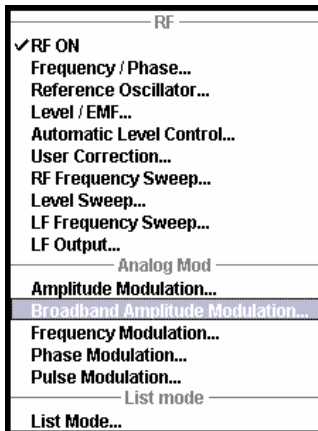 RF
RF ON
Frequency / Phase...
Reference Oscillator...
Level / EMF...
Automatic Level Control...
User Correction...
RF Frequency Sweep...
Level Sweep...
LF Frequency Sweep...
LF Output...
Analog Mod
Amplitude Modulation...
Broadband Amplitude Modulation...
Frequency Modulation...
Phase Modulation...
Pulse Modulation...
List mode
List Mode...